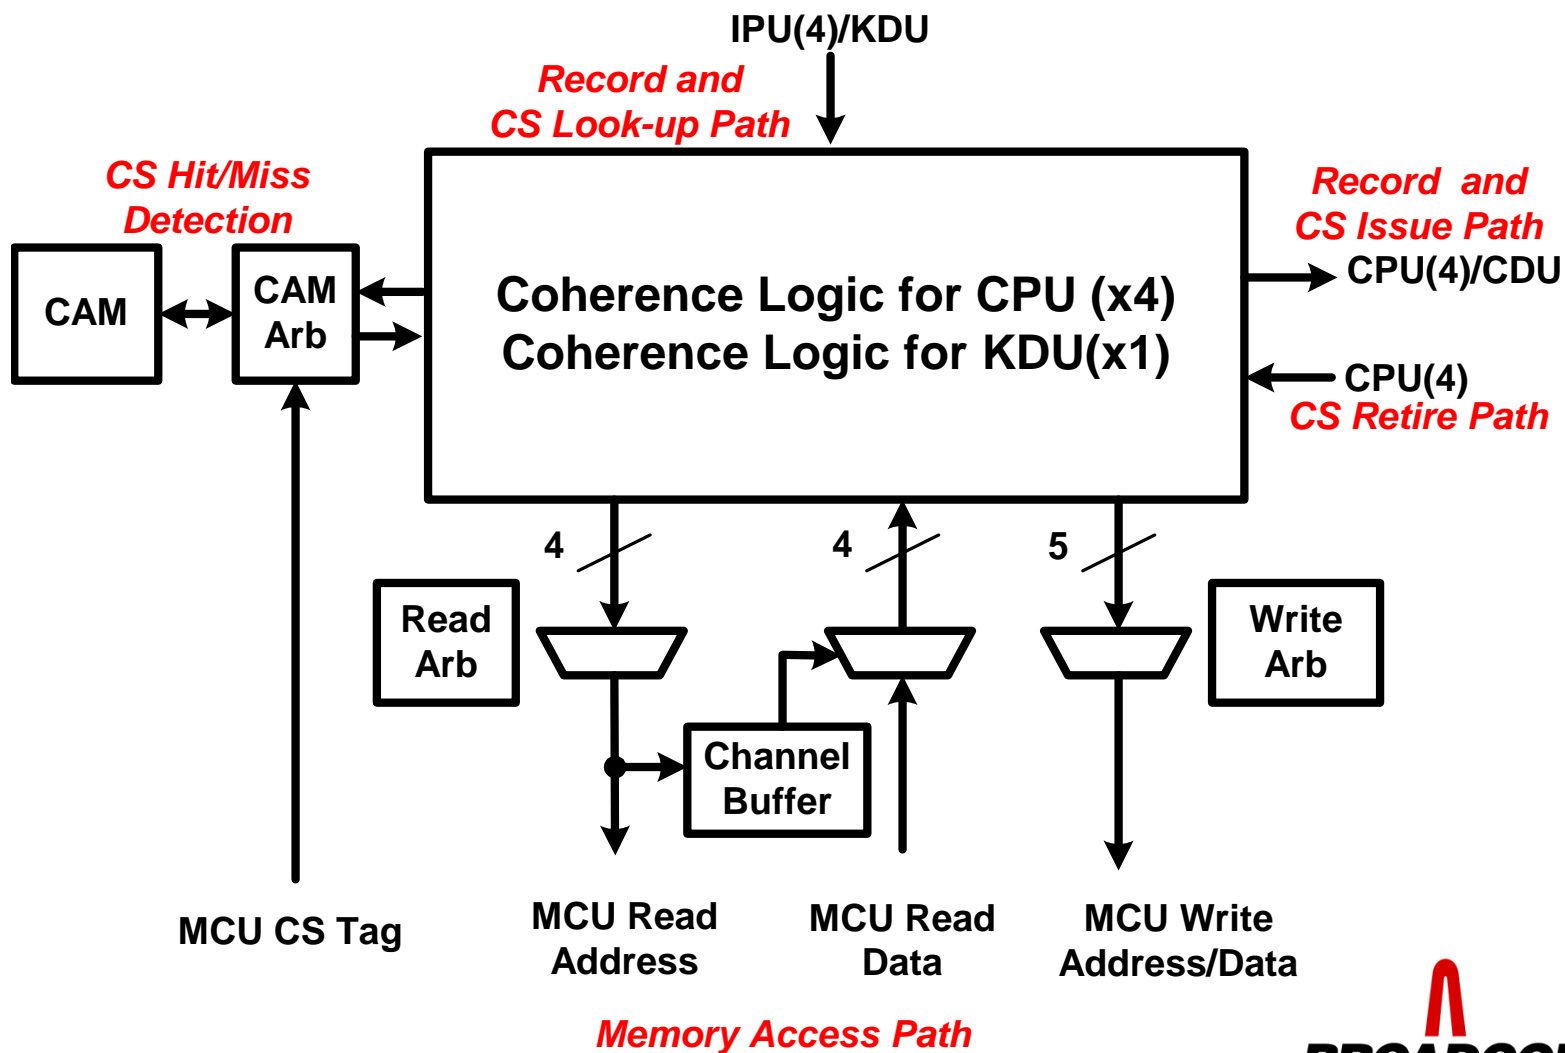 IPU(4)/KDU
Record and
CS Look-up Path
CS Hit/Miss
Detection
Record and
CS Issue Path
CAM
CAM
Arb
Coherence Logic for CPU (x4)
Coherence Logic for KDU(x1)
CPU(4)/CDU
CPU(4)
CS Retire Path
4
4
5
Read
Arb
Write
Arb
Channel
Buffer
MCU CS Tag
MCU Read
Address
MCU Read
Data
MCU Write
Address/Data
Memory Access Path